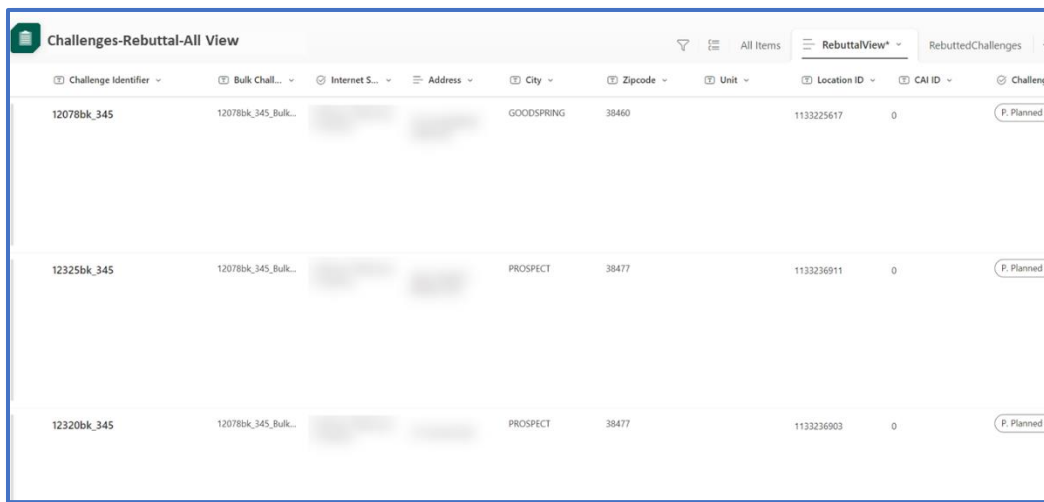 Challenges-Rebuttal-All View
All Items RebuttalView* RebuttedChallenges
Challenge Identifier Bulk Chall... Internet S... Address City Zipcode Unit Location ID CAI ID Challeng
12078bk_345 12078bk_345_Bulk... GOODSPRING 38460 1133225617 0 P. Planned
12325bk_345 12078bk_345_Bulk... PROSPECT 38477 1133236911 0 P. Planned
12320bk_345 12078bk_345_Bulk... PROSPECT 38477 1133236903 0 P. Planned